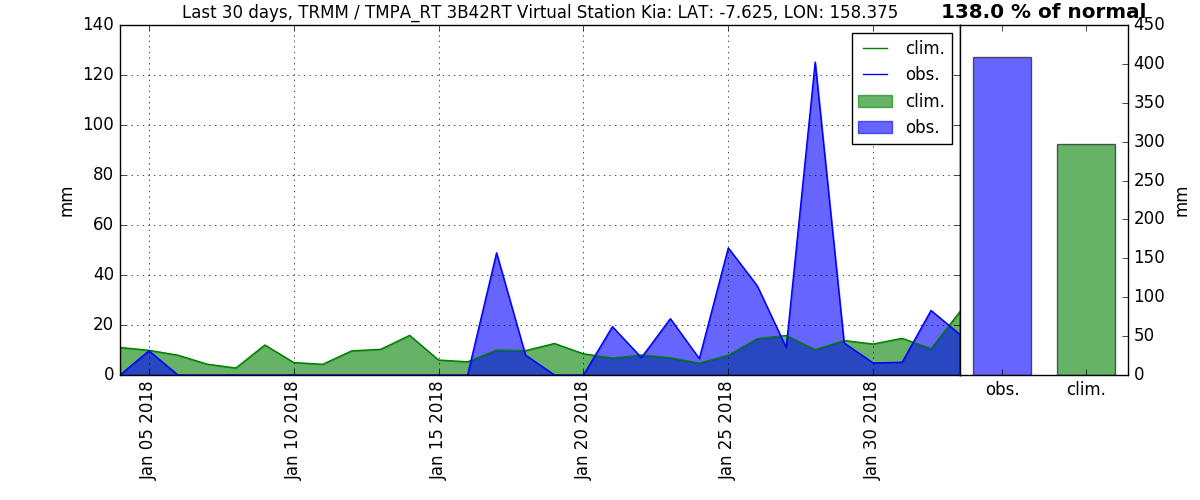 Last 30 days, TRMM / TMPA_RT 3B42RT Virtual Station Kia: LAT: -7.625, LON: 158.375
138.0 % of normal
140
120
100
80
60
40
20
0
mm
Jan 05 2018
Jan 10 2018
Jan 15 2018
Jan 20 2018
Jan 25 2018
Jan 30 2018
clim.
obs.
clim.
obs.
450
400
350
300
250
200
150
100
50
0
mm
obs.
clim.